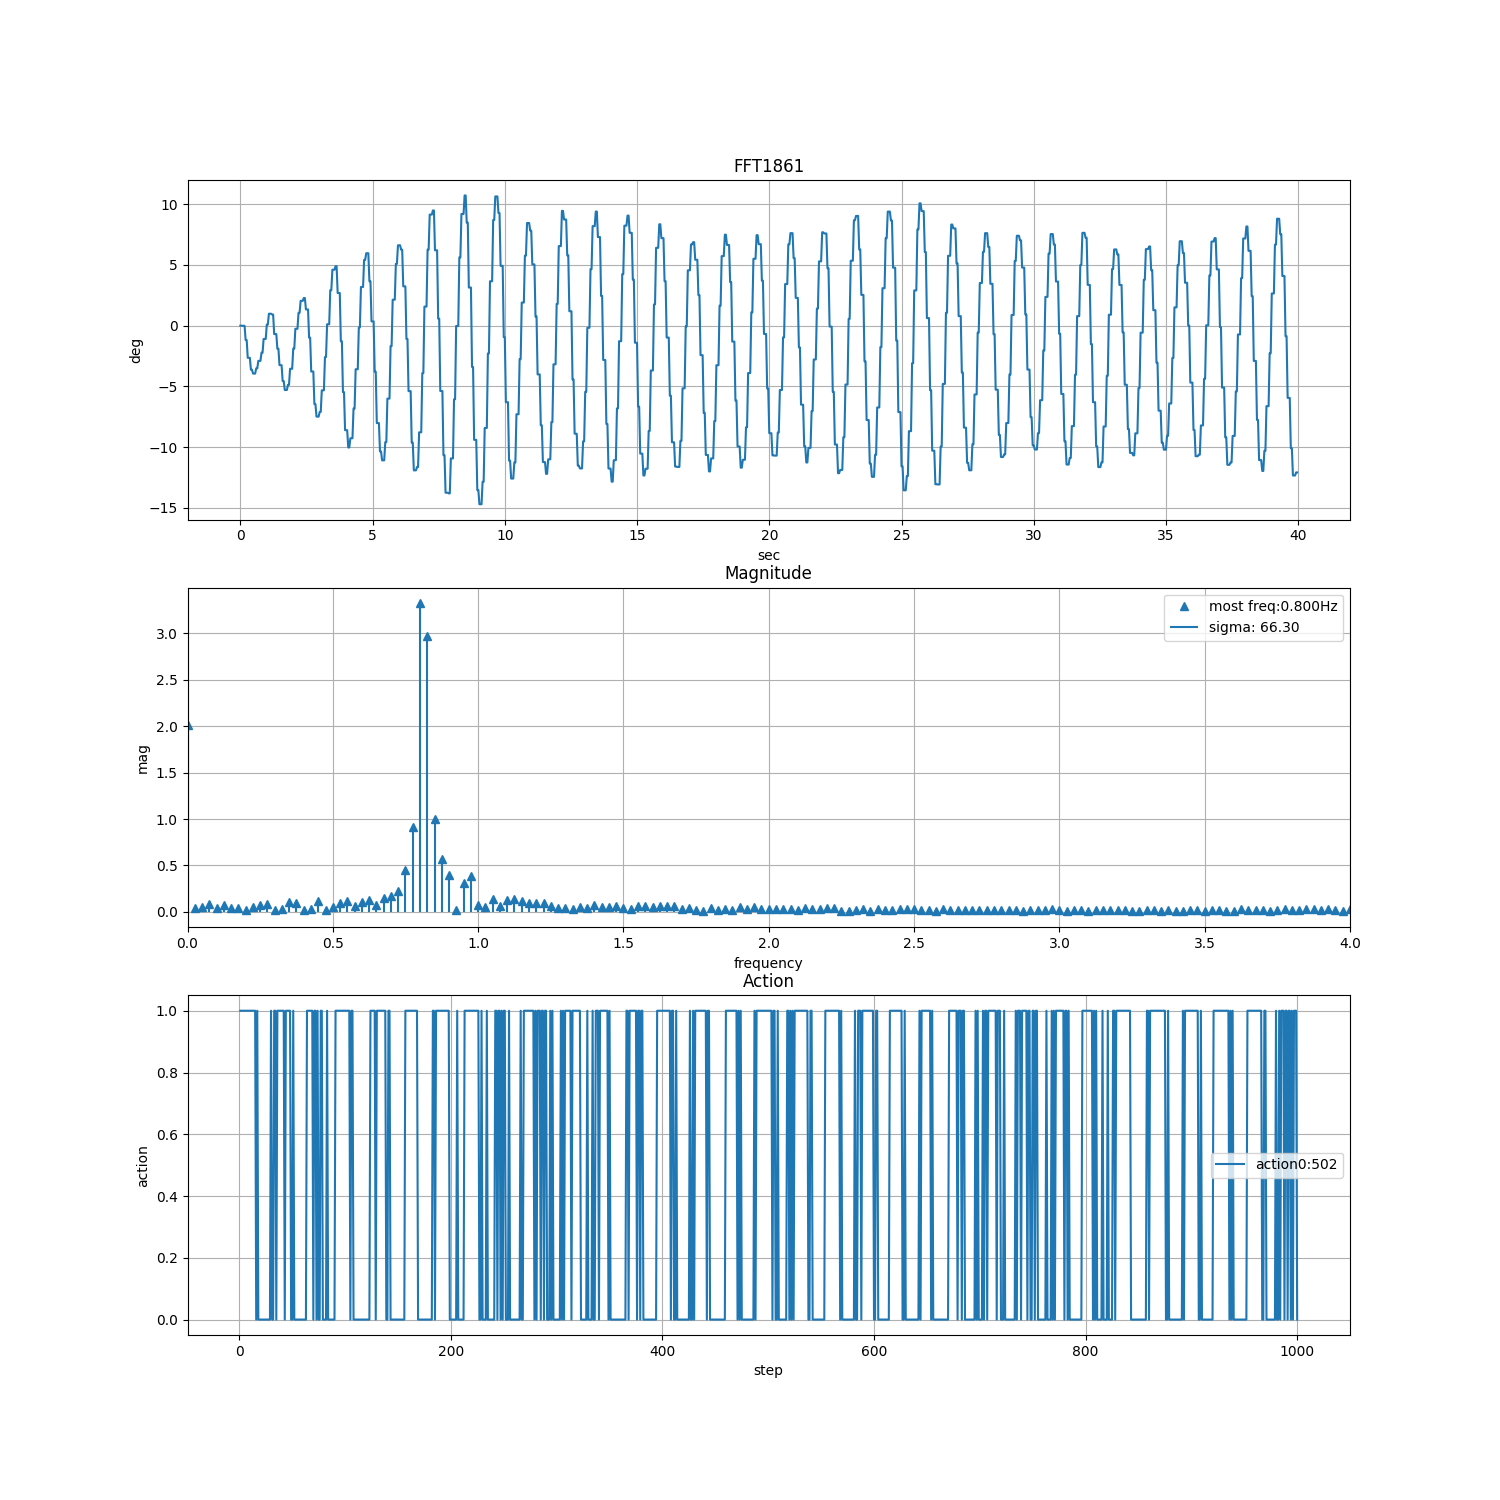 FFT1861
10
5
0
−5
−10
−15
deg
0 5 10 15 20 25 30 35 40
sec
Magnitude
most freq:0.800Hz
sigma: 66.30
3.0
2.5
2.0
1.5
1.0
0.5
0.0
mag
0.0 0.5 1.0 1.5 2.0 2.5 3.0 3.5 4.0
frequency
Action
1.0
0.8
0.6
0.4
0.2
0.0
action
action0:502
0 200 400 600 800 1000
step